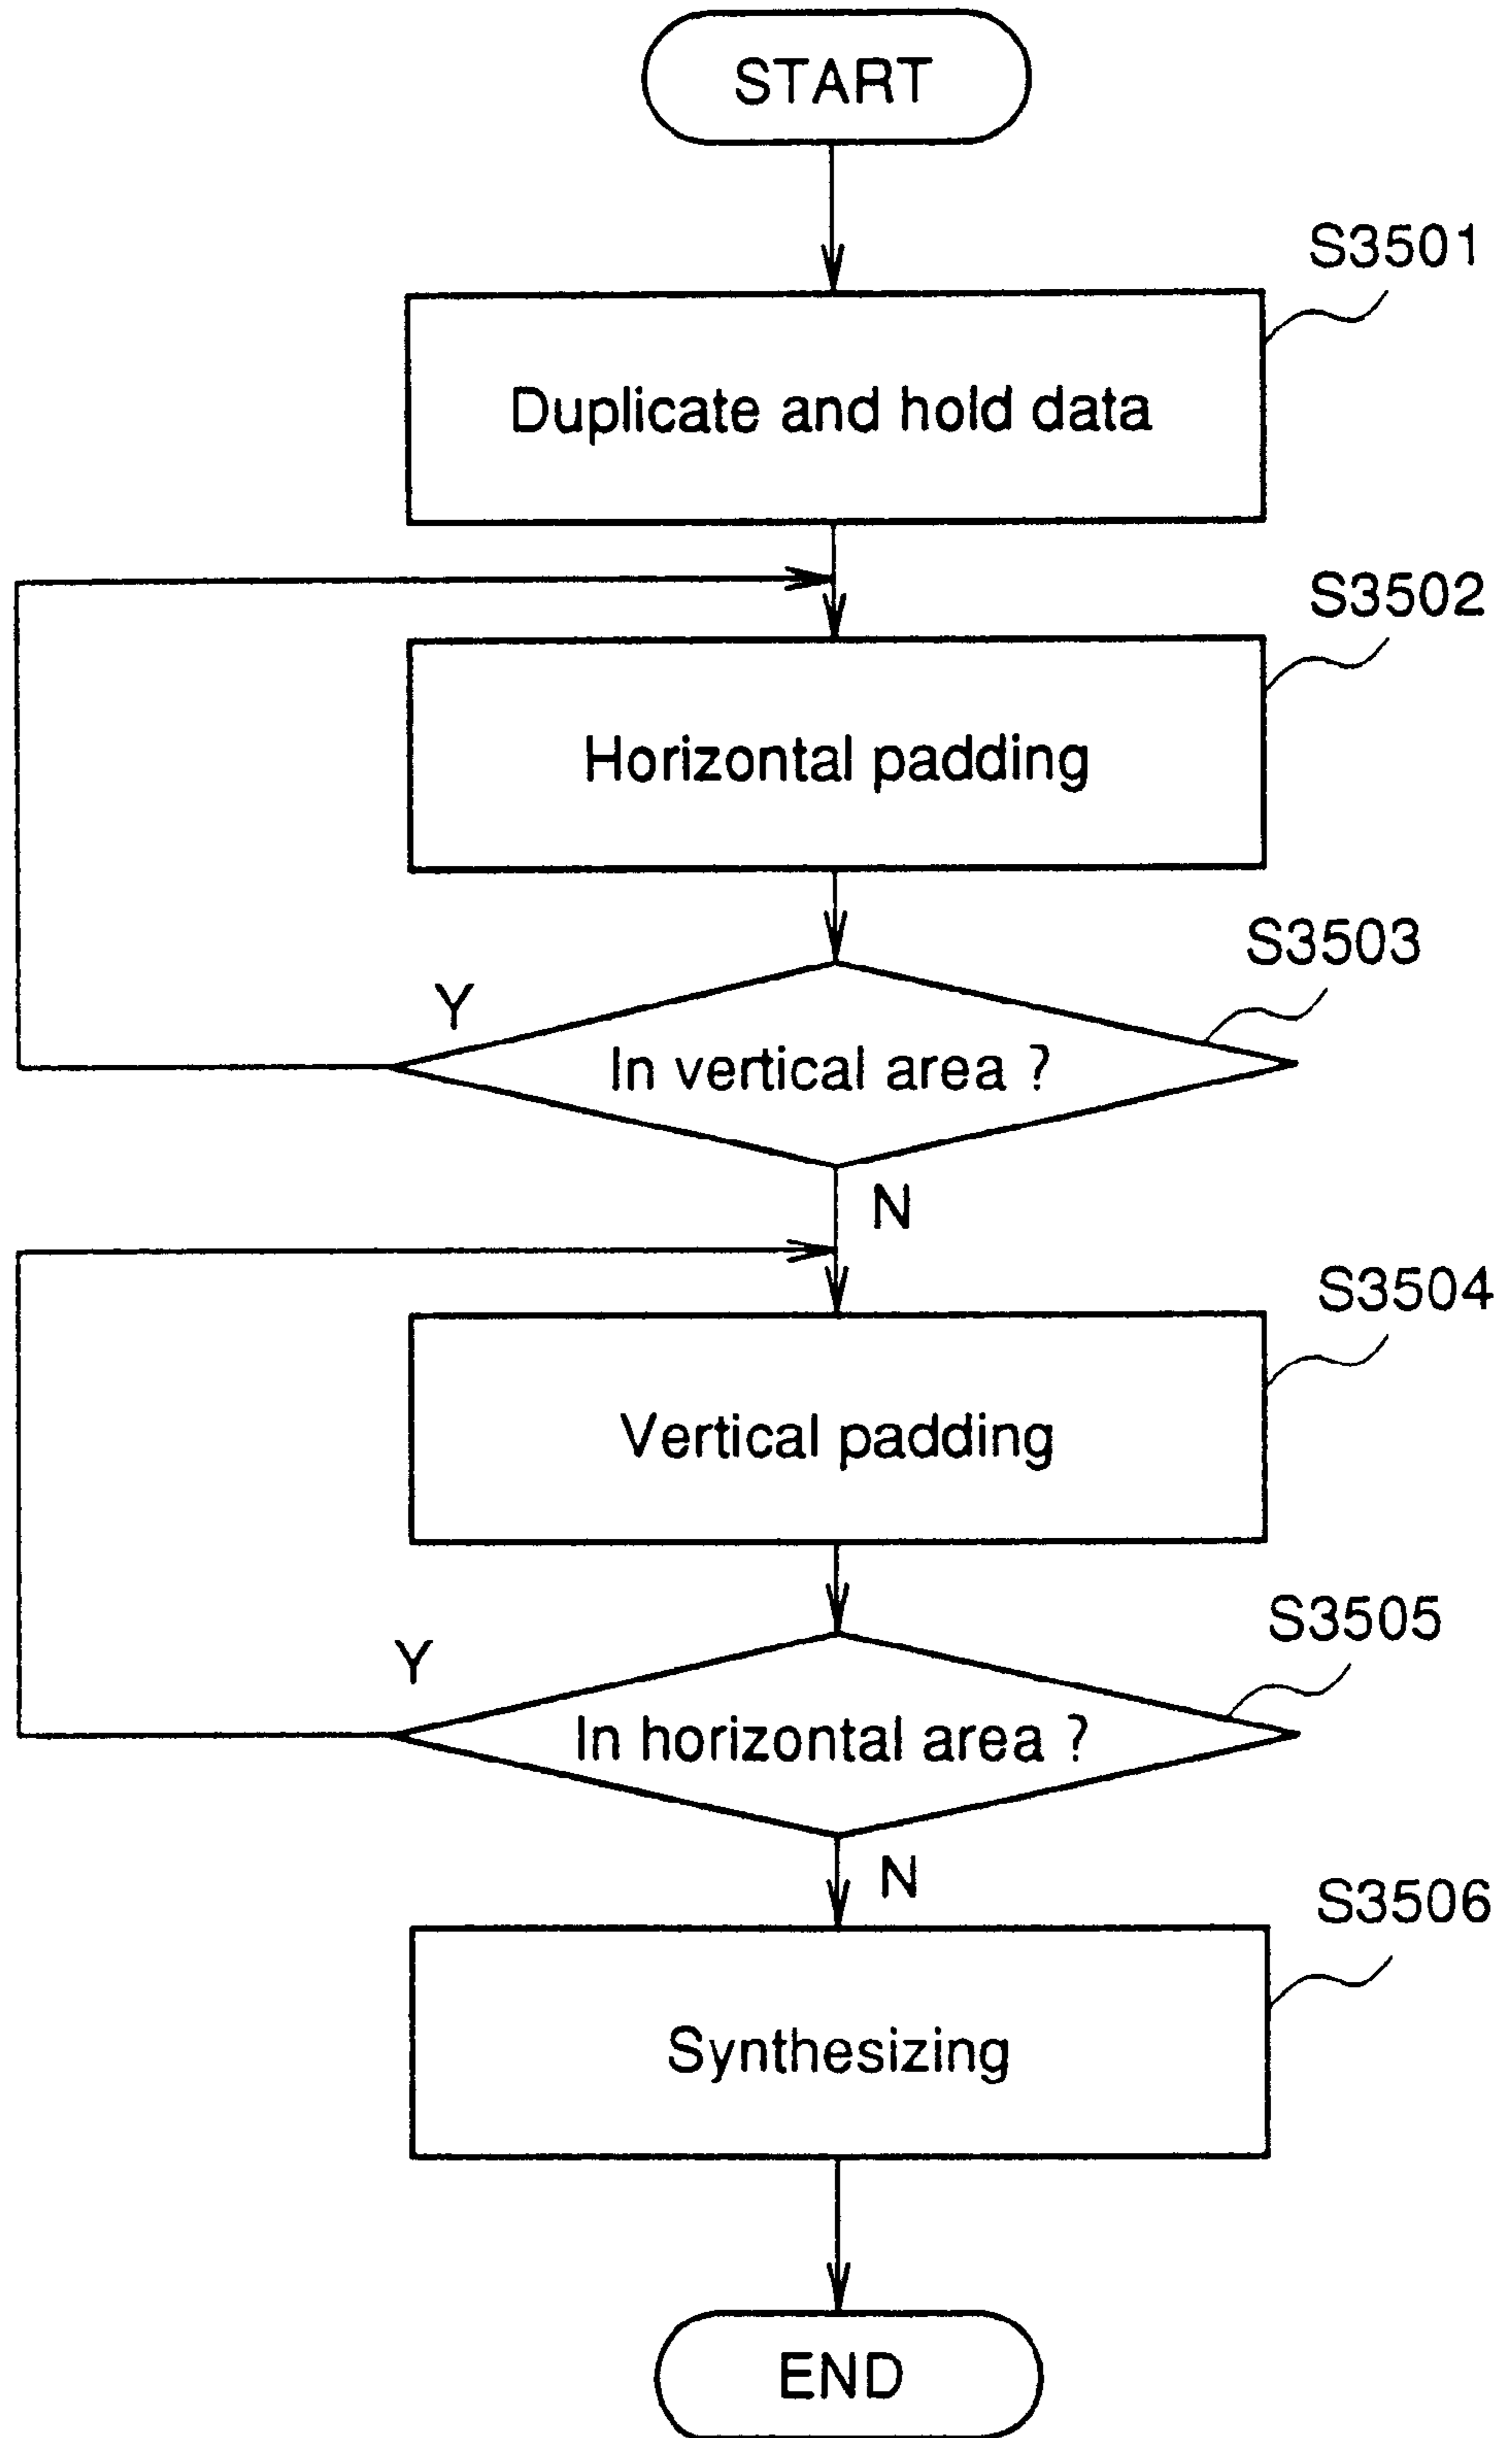 START
S3501
Duplicate and hold data
S3502
Horizontal padding
S3503
Y
In vertical area ?
N
S3504
Vertical padding
S3505
Y
In horizontal area ?
N
S3506
Synthesizing
END